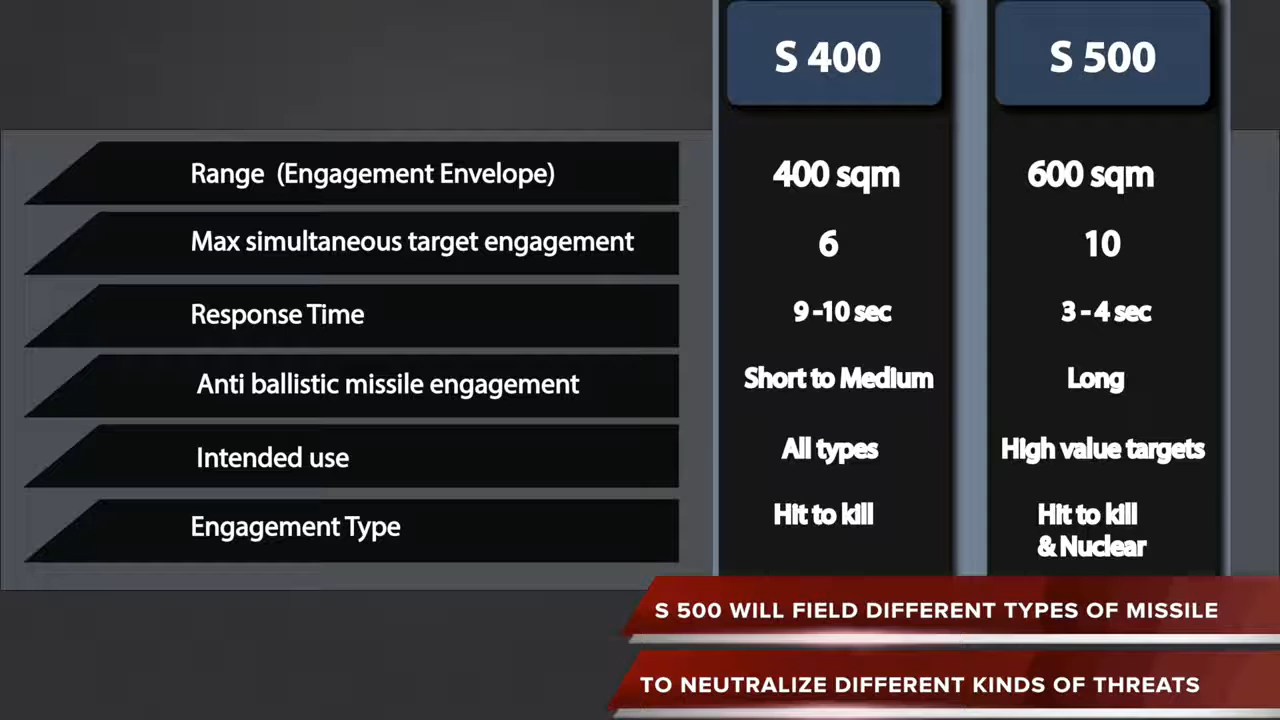 S 400 S 500
Range (Engagement Envelope) 400 sqm 600 sqm
Max simultaneous target engagement 6 10
Response Time 9 -10 sec 3 - 4 sec
Anti ballistic missile engagement Short to Medium Long
Intended use All types High value targets
Engagement Type Hit to kill Hit to kill
& Nuclear
S 500 WILL FIELD DIFFERENT TYPES OF MISSILE
TO NEUTRALIZE DIFFERENT KINDS OF THREATS